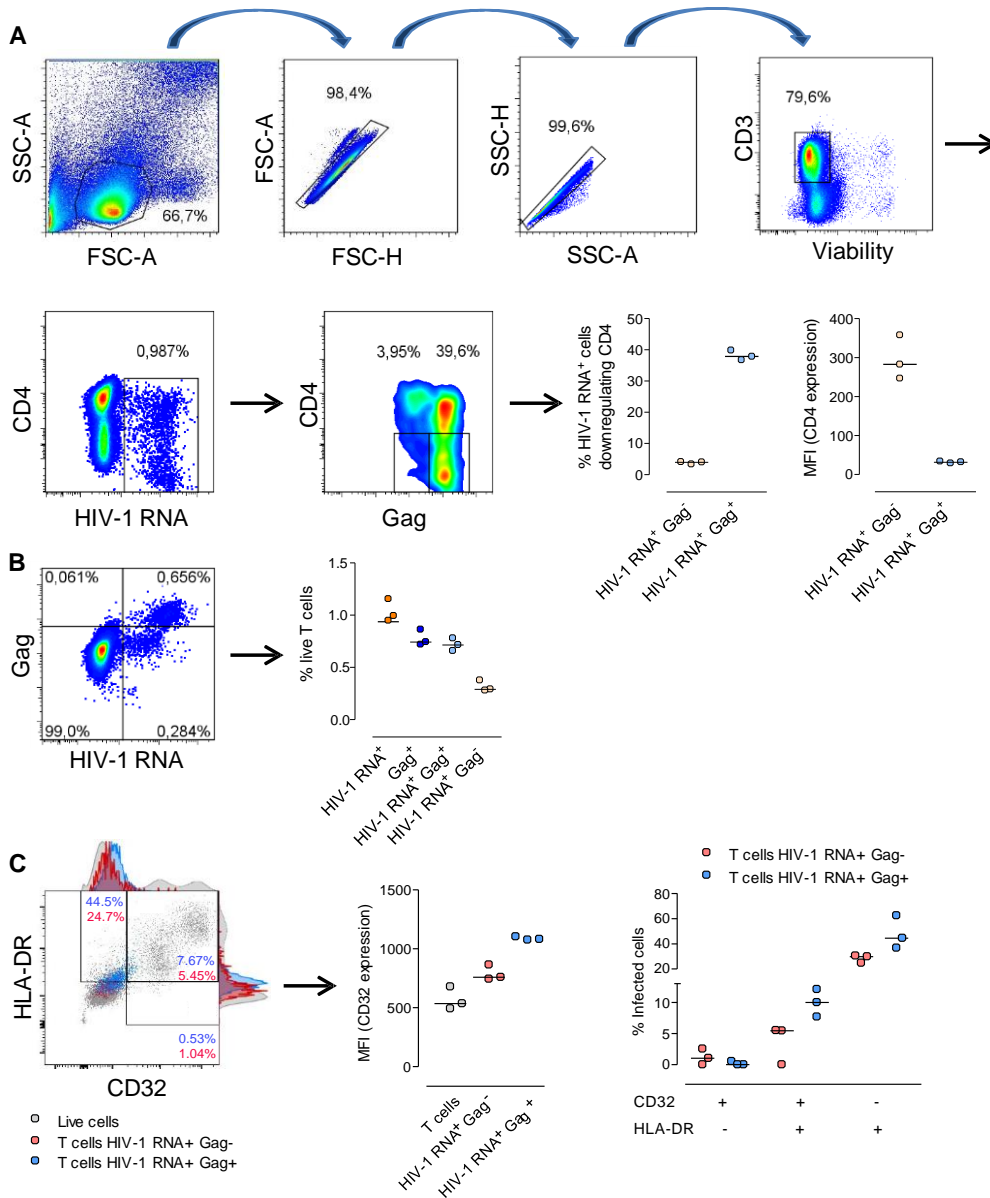 A
SSC-A
66,7%
FSC-A
98,4%
FSC-A
FSC-H
99,6%
SSC-H
SSC-A
79,6%
CD3
Viability
0,987%
CD4
HIV-1 RNA
3,95% 39,6%
CD4
Gag
% HIV-1 RNA+ cells
downregulating CD4
50
40
30
20
10
0
HIV-1 RNA+ Gag-
HIV-1 RNA+ Gag+
MFI (CD4 expression)
400
300
200
100
0
HIV-1 RNA+ Gag-
HIV-1 RNA+ Gag+
B
0,061% 0,656%
Gag
99,0% 0,284%
HIV-1 RNA
% live T cells
1.5
1.0
0.5
0.0
HIV-1 RNA+
Gag+
HIV-1 RNA+ Gag+
HIV-1 RNA+ Gag-
C
44.5%
24.7%
7.67%
5.45%
0.53%
1.04%
HLA-DR
CD32
Live cells
T cells HIV-1 RNA+ Gag-
T cells HIV-1 RNA+ Gag+
MFI (CD32 expression)
1500
1000
500
0
T cells
HIV-1 RNA+ Gag-
HIV-1 RNA+ Gag+
T cells HIV-1 RNA+ Gag-
T cells HIV-1 RNA+ Gag+
% Infected cells
80
60
40
20
10
5
0
CD32 + + -
HLA-DR - + +